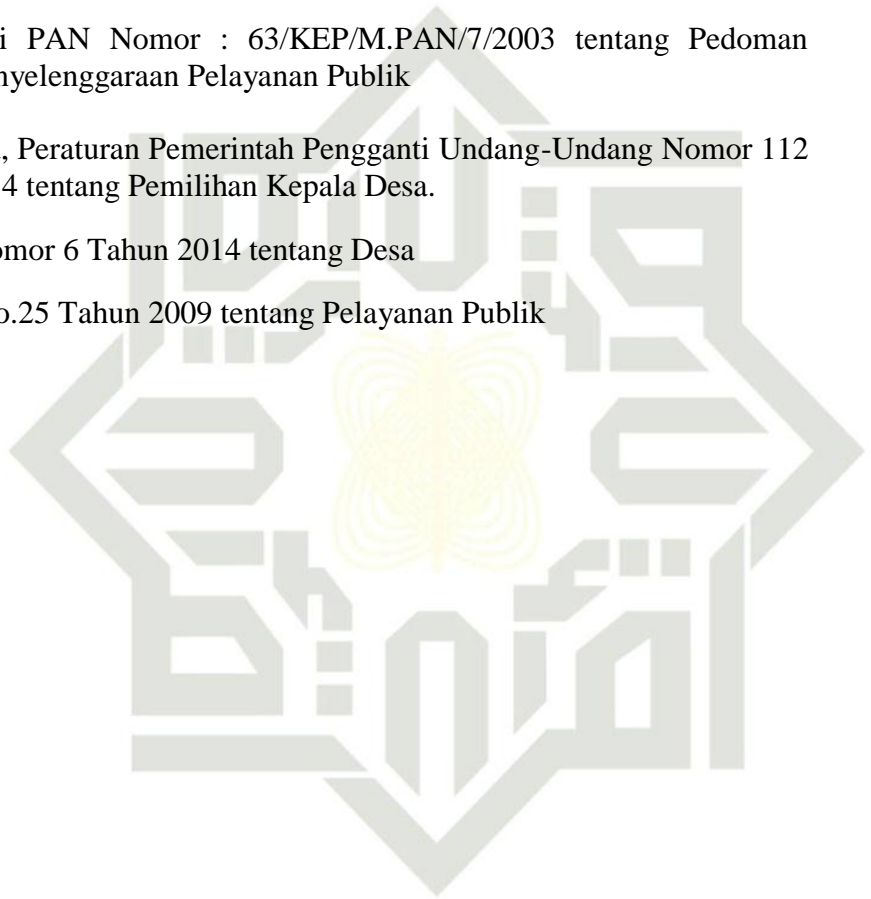 i PAN Nomor : 63/KEP/M.PAN/7/2003 tentang Pedoman
nyelenggaraan Pelayanan Publik
, Peraturan Pemerintah Pengganti Undang-Undang Nomor 112
4 tentang Pemilihan Kepala Desa.
omor 6 Tahun 2014 tentang Desa
o.25 Tahun 2009 tentang Pelayanan Publik